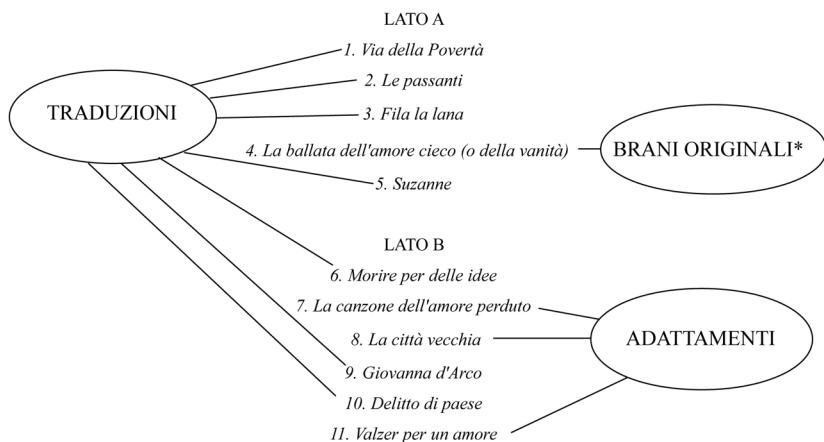 LATO A
1. Via della Povertà
2. Le passanti
TRADUZIONI
3. Fila la lana
4. La ballata dell'amore cieco (o della vanità)
BRANI ORIGINALI*
5. Suzanne
LATO B
6. Morire per delle idee
7. La canzone dell'amore perduto
8. La città vecchia
ADATTAMENTI
9. Giovanna d'Arco
10. Delitto di paese
11. Valzer per un amore